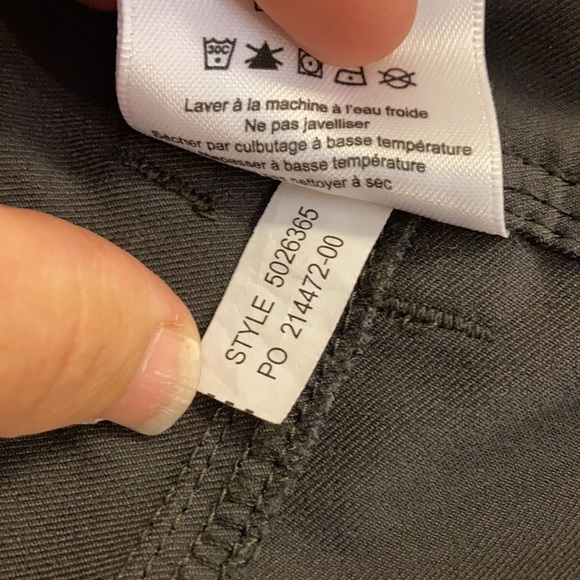 30C
Laver à la machine à l'eau froide
Ne pas javelliser
Sécher par culbutage à basse température
à basse température
nettoyer à sec
STYLE 5026365
PO 214472-00